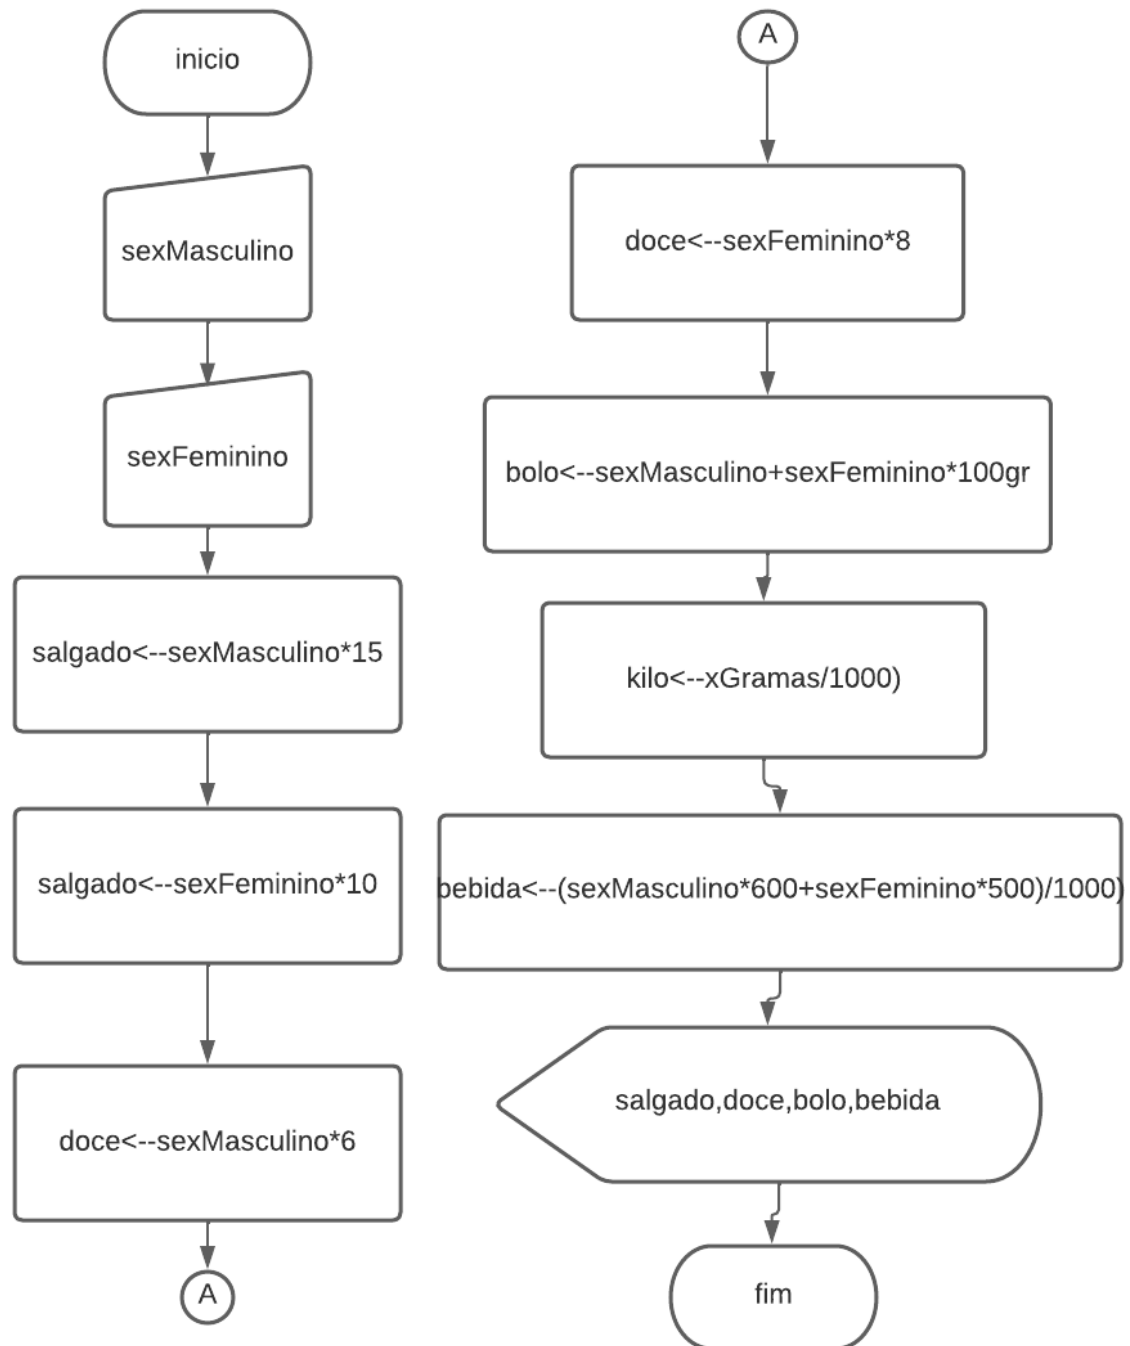 inicio
sexMasculino
sexFeminino
salgado<--sexMasculino*15
salgado<--sexFeminino*10
doce<--sexMasculino*6
A
A
doce<--sexFeminino*8
bolo<--sexMasculino+sexFeminino*100gr
kilo<--xGramas/1000)
bebida<--(sexMasculino*600+sexFeminino*500)/1000)
salgado,doce,bolo,bebida
fim